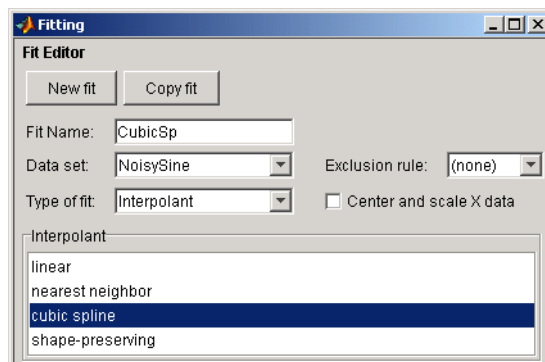 Fitting
Fit Editor
New fit Copy fit
Fit Name: CubicSp
Data set: NoisySine Exclusion rule: (none)
Type of fit: Interpolant Center and scale X data
Interpolant
linear
nearest neighbor
cubic spline
shape-preserving